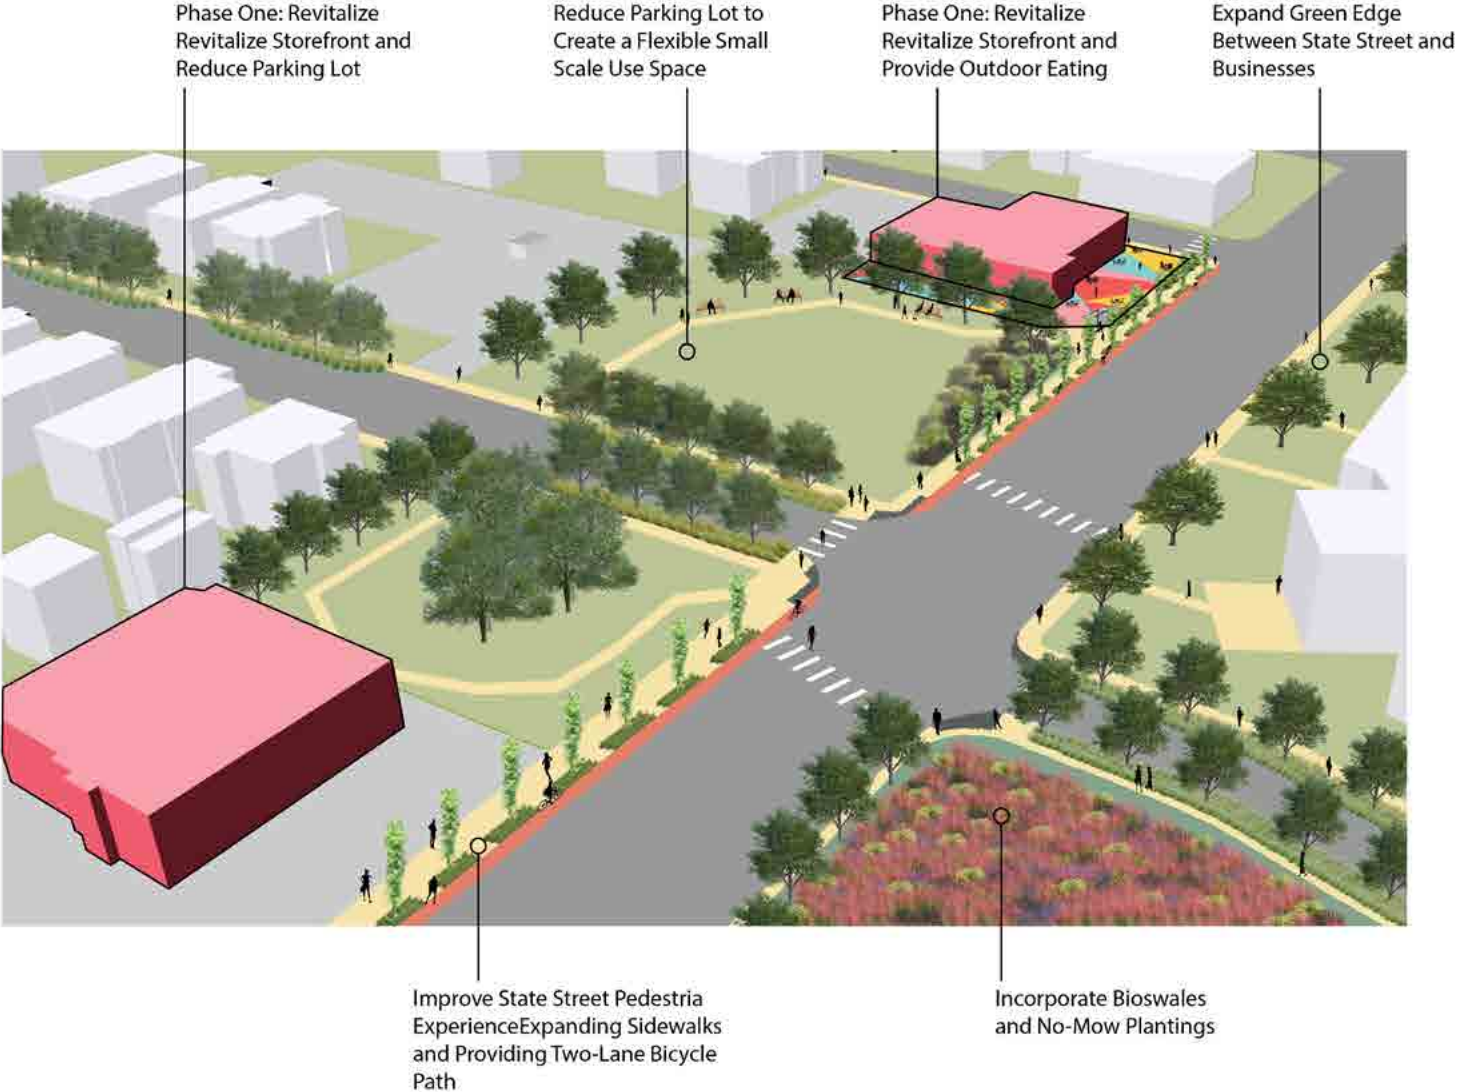 Phase One: Revitalize
Revitalize Storefront and
Reduce Parking Lot
Reduce Parking Lot to
Create a Flexible Small
Scale Use Space
Phase One: Revitalize
Revitalize Storefront and
Provide Outdoor Eating
Expand Green Edge
Between State Street and
Businesses
Improve State Street Pedestria
ExperienceExpanding Sidewalks
and Providing Two-Lane Bicycle
Path
Incorporate Bioswales
and No-Mow Plantings